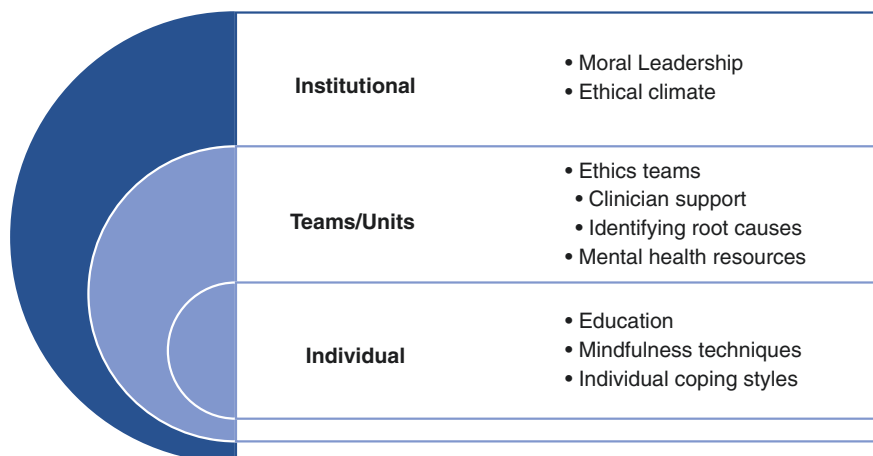 Institutional
• Moral Leadership
• Ethical climate
Teams/Units
• Ethics teams
• Clinician support
• Identifying root causes
• Mental health resources
Individual
• Education
• Mindfulness techniques
• Individual coping styles